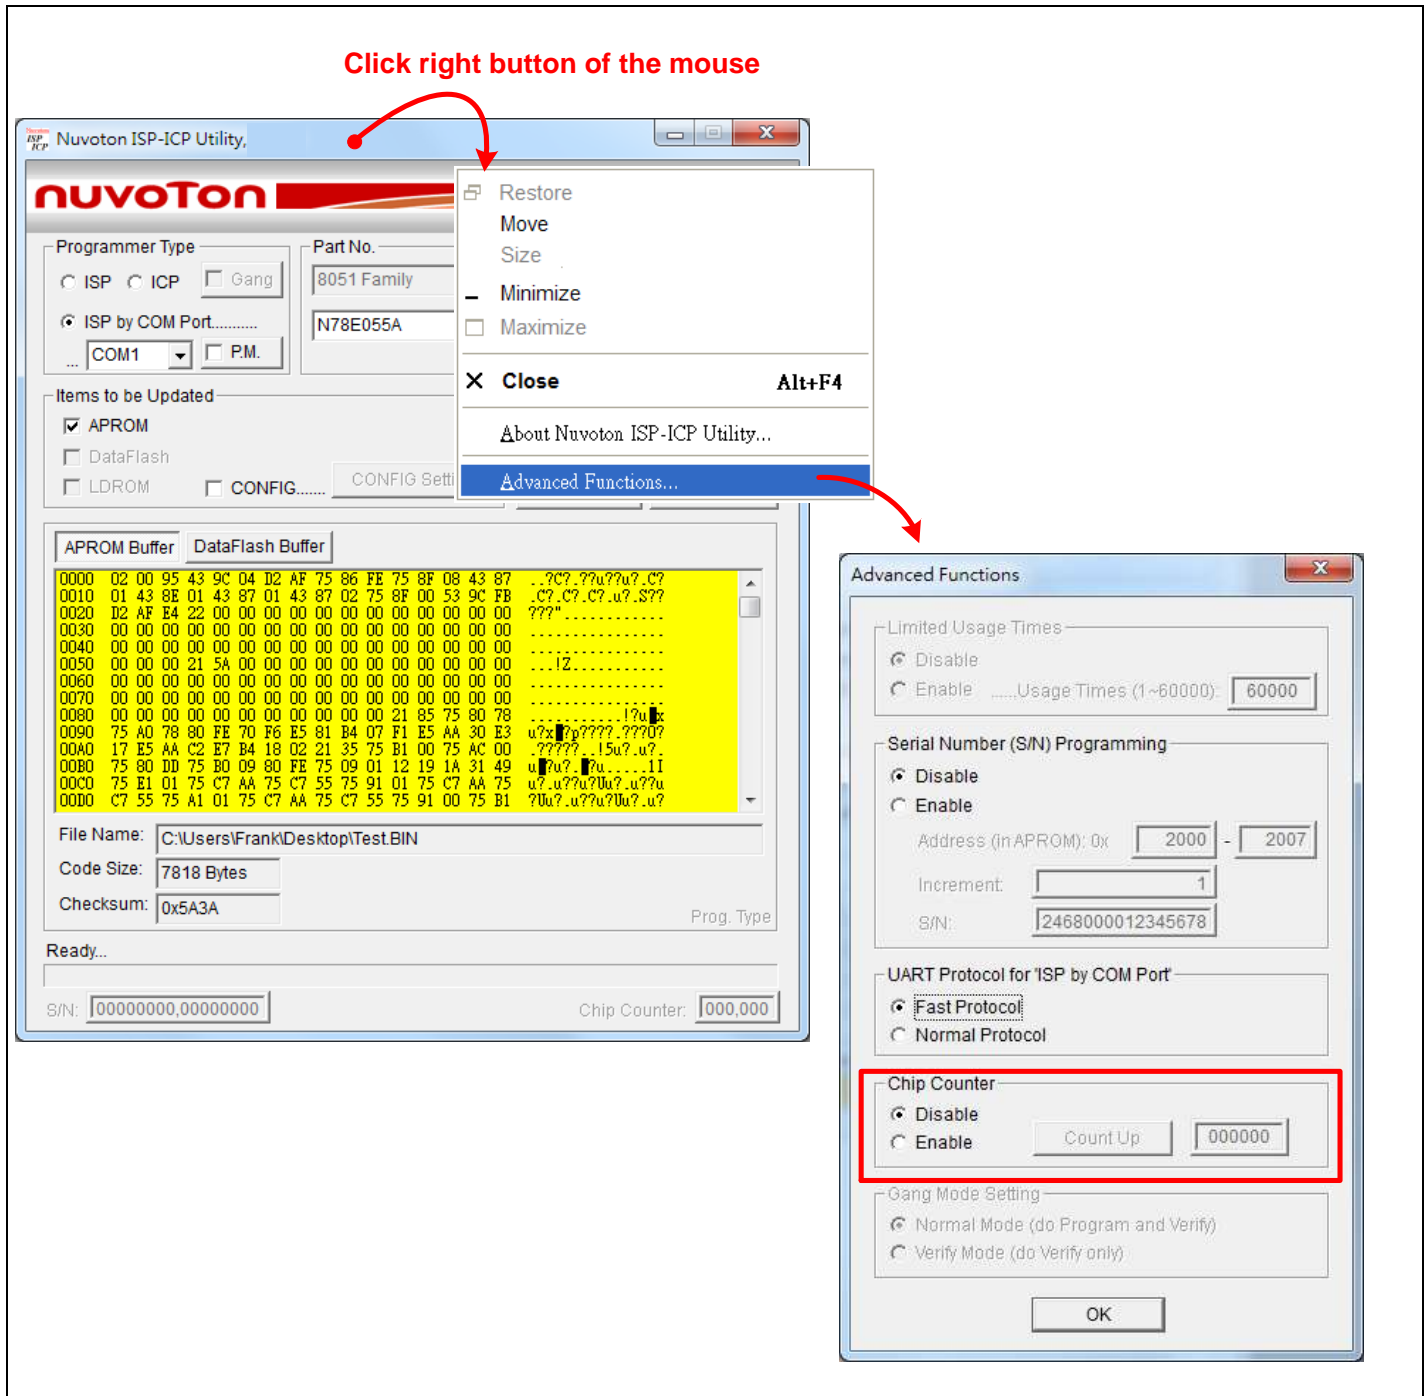 Click right button of the mouse
Nuvoton ISP-ICP Utility,
nuvoTon
Restore
Move
Size
Minimize
Maximize
Close Alt+F4
About Nuvoton ISP-ICP Utility...
Advanced Functions...
Programmer Type
ISP ICP Gang
ISP by COM Port...........
... COM1 P.M.
Part No.
8051 Family
N78E055A
Items to be Updated
APROM
DataFlash
LDROM CONFIG....... CONFIG Setti
APROM Buffer DataFlash Buffer
0000 02 00 95 43 9C 04 D2 AF 75 86 FE 75 8F 08 43 87 ..?C?.??u??u?.C?
0010 01 43 8E 01 43 87 01 43 87 02 75 8F 00 53 9C FB .C?.C?.C?.u?.S??
0020 D2 AF E4 22 00 00 00 00 00 00 00 00 00 00 00 00 ???"............
0030 00 00 00 00 00 00 00 00 00 00 00 00 00 00 00 00 ................
0040 00 00 00 00 00 00 00 00 00 00 00 00 00 00 00 00 ................
0050 00 00 00 21 5A 00 00 00 00 00 00 00 00 00 00 00 ...!Z...........
0060 00 00 00 00 00 00 00 00 00 00 00 00 00 00 00 00 ................
0070 00 00 00 00 00 00 00 00 00 00 00 00 00 00 00 00 ................
0080 00 00 00 00 00 00 00 00 00 00 00 21 85 75 80 78 ...........!?u█x
0090 75 A0 78 80 FE 70 F6 E5 81 B4 07 F1 E5 AA 30 E3 u?x█?p????.???0?
00A0 17 E5 AA C2 E7 B4 18 02 21 35 75 B1 00 75 AC 00 .?????..!5u?.u?.
00B0 75 80 DD 75 B0 09 80 FE 75 09 01 12 19 1A 31 49 u█?u?.█?u.....1I
00C0 75 E1 01 75 C7 AA 75 C7 55 75 91 01 75 C7 AA 75 u?.u??u?Uu?.u??u
00D0 C7 55 75 A1 01 75 C7 AA 75 C7 55 75 91 00 75 B1 ?Uu?.u??u?Uu?.u?
File Name: C:\Users\Frank\Desktop\Test.BIN
Code Size: 7818 Bytes
Checksum: 0x5A3A
Prog. Type
Ready...
S/N: 00000000,00000000 Chip Counter: 000,000
Advanced Functions
Limited Usage Times
Disable
Enable ......Usage Times (1~60000): 60000
Serial Number (S/N) Programming
Disable
Enable
Address (in APROM): 0x 2000 - 2007
Increment: 1
S/N: 2468000012345678
UART Protocol for 'ISP by COM Port'
Fast Protocol
Normal Protocol
Chip Counter
Disable
Enable Count Up 000000
Gang Mode Setting
Normal Mode (do Program and Verify)
Verify Mode (do Verify only)
OK